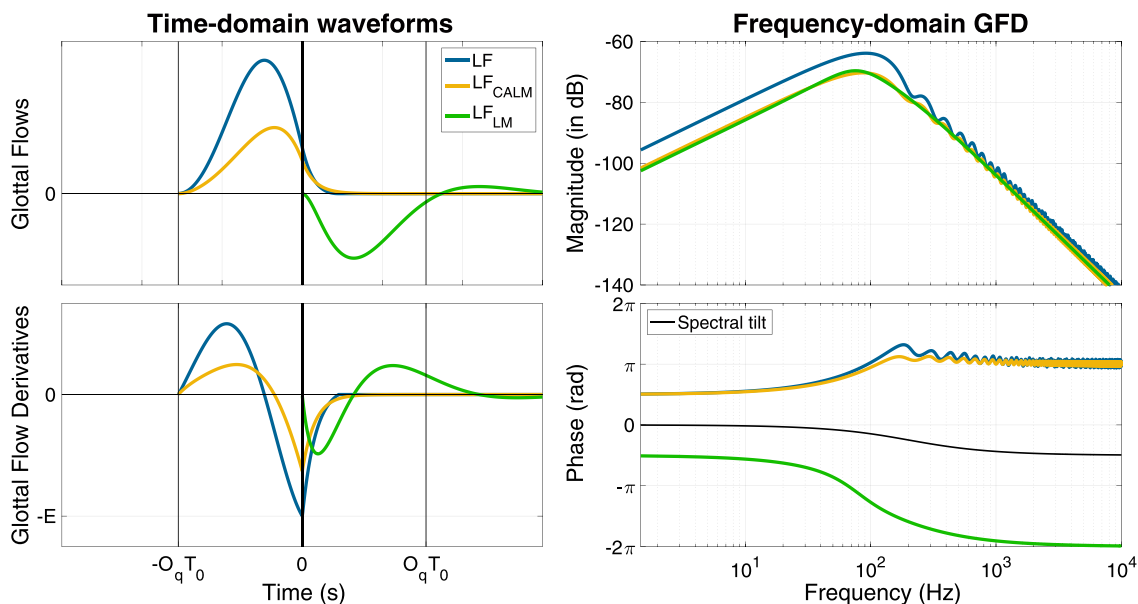 Time-domain waveforms
Glottal Flows
0
LF
LF_CALM
LF_LM
Glottal Flow Derivatives
0
-E
-O_qT_0
0
O_qT_0
Time (s)
Frequency-domain GFD
Magnitude (in dB)
-60
-80
-100
-120
-140
Phase (rad)
2π
π
0
-π
-2π
Spectral tilt
10^1
10^2
10^3
10^4
Frequency (Hz)